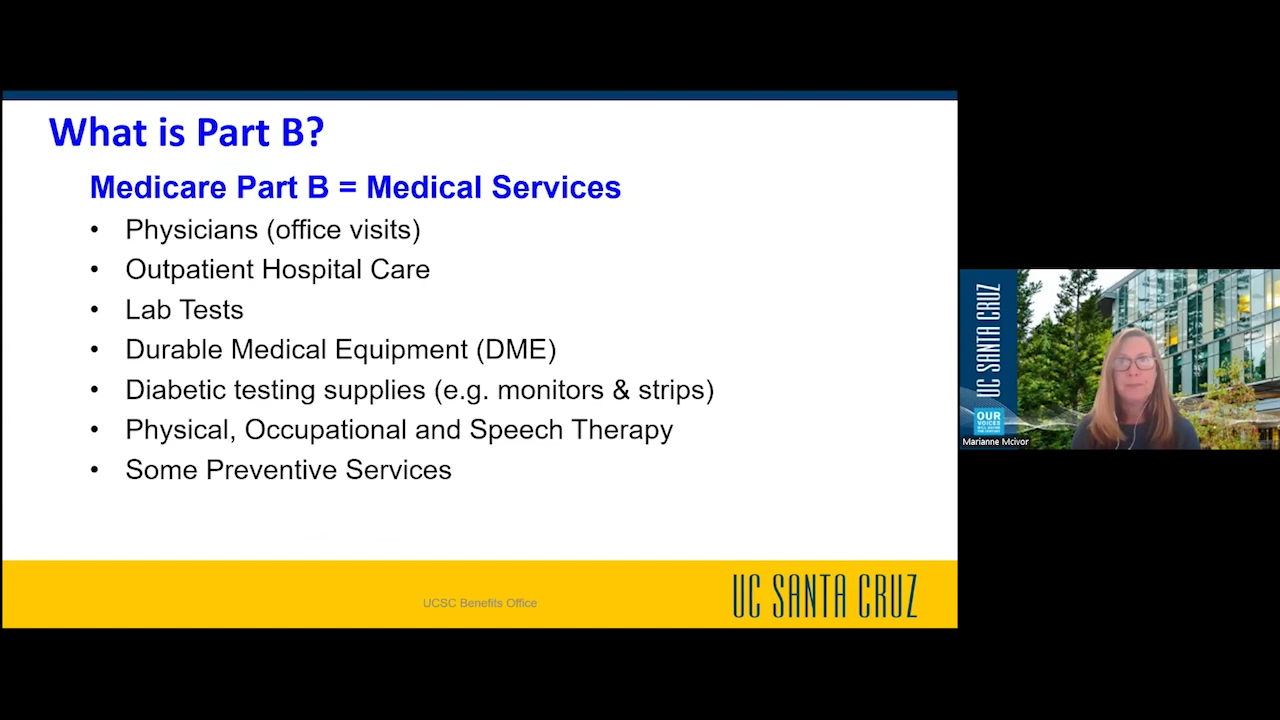 What is Part B?
Medicare Part B = Medical Services
• Physicians (office visits)
• Outpatient Hospital Care
• Lab Tests
• Durable Medical Equipment (DME)
• Diabetic testing supplies (e.g. monitors & strips)
• Physical, Occupational and Speech Therapy
• Some Preventive Services
UCSC Benefits Office
UC SANTA CRUZ
UC SANTA CRUZ
OUR
VOICES
Marianne Mcivor